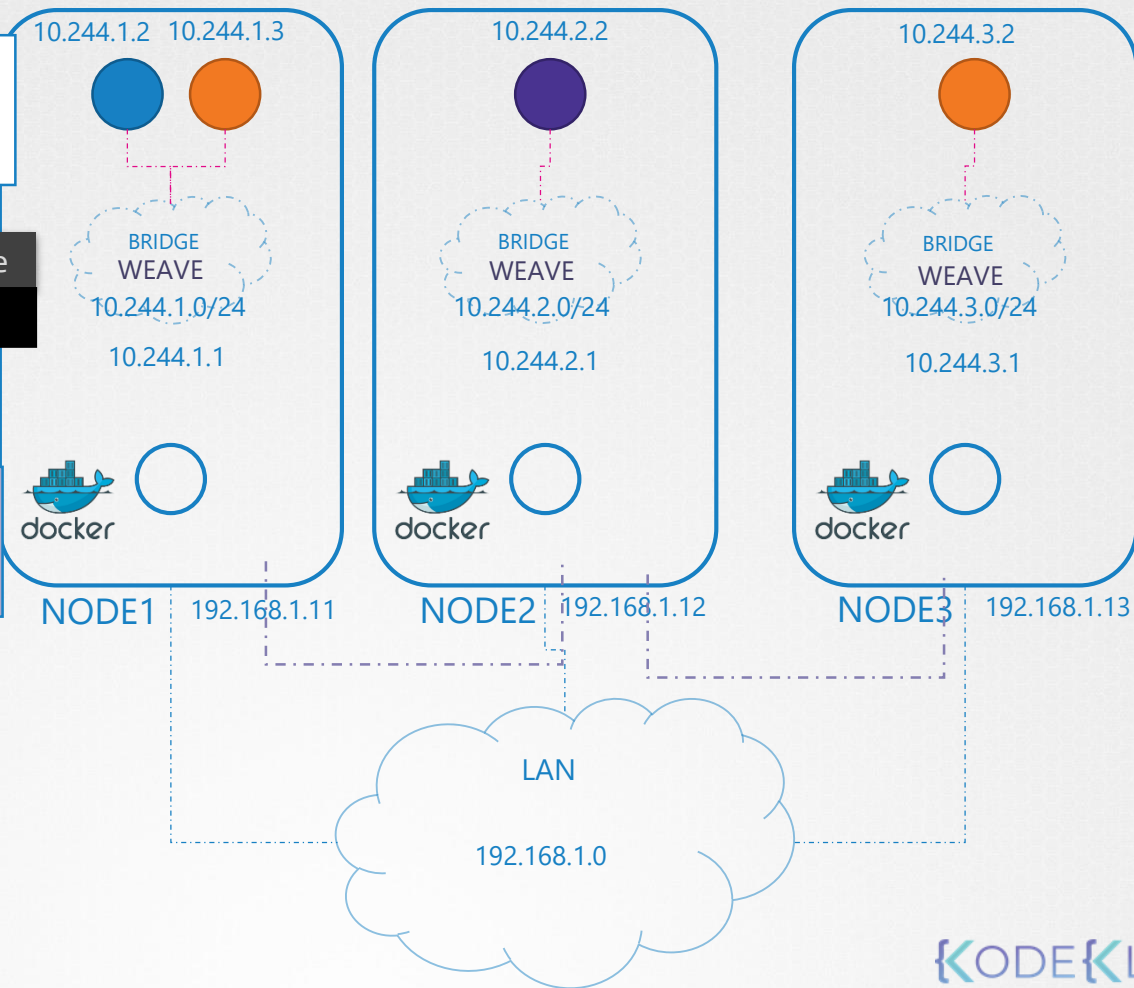 10.244.1.2 10.244.1.3
BRIDGE
WEAVE
10.244.1.0/24
10.244.1.1
docker
NODE1 192.168.1.11
10.244.2.2
BRIDGE
WEAVE
10.244.2.0/24
10.244.2.1
docker
NODE2 192.168.1.12
10.244.3.2
BRIDGE
WEAVE
10.244.3.0/24
10.244.3.1
docker
NODE3 192.168.1.13
LAN
192.168.1.0